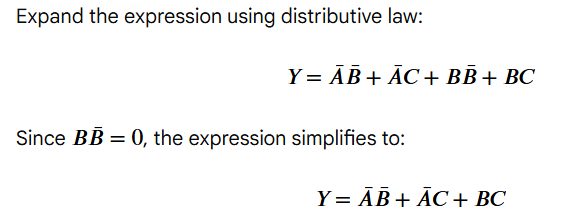 Expand the expression using distributive law:
Y = ĀB̄ + ĀC + BB̄ + BC
Since BB̄ = 0, the expression simplifies to:
Y = ĀB̄ + ĀC + BC